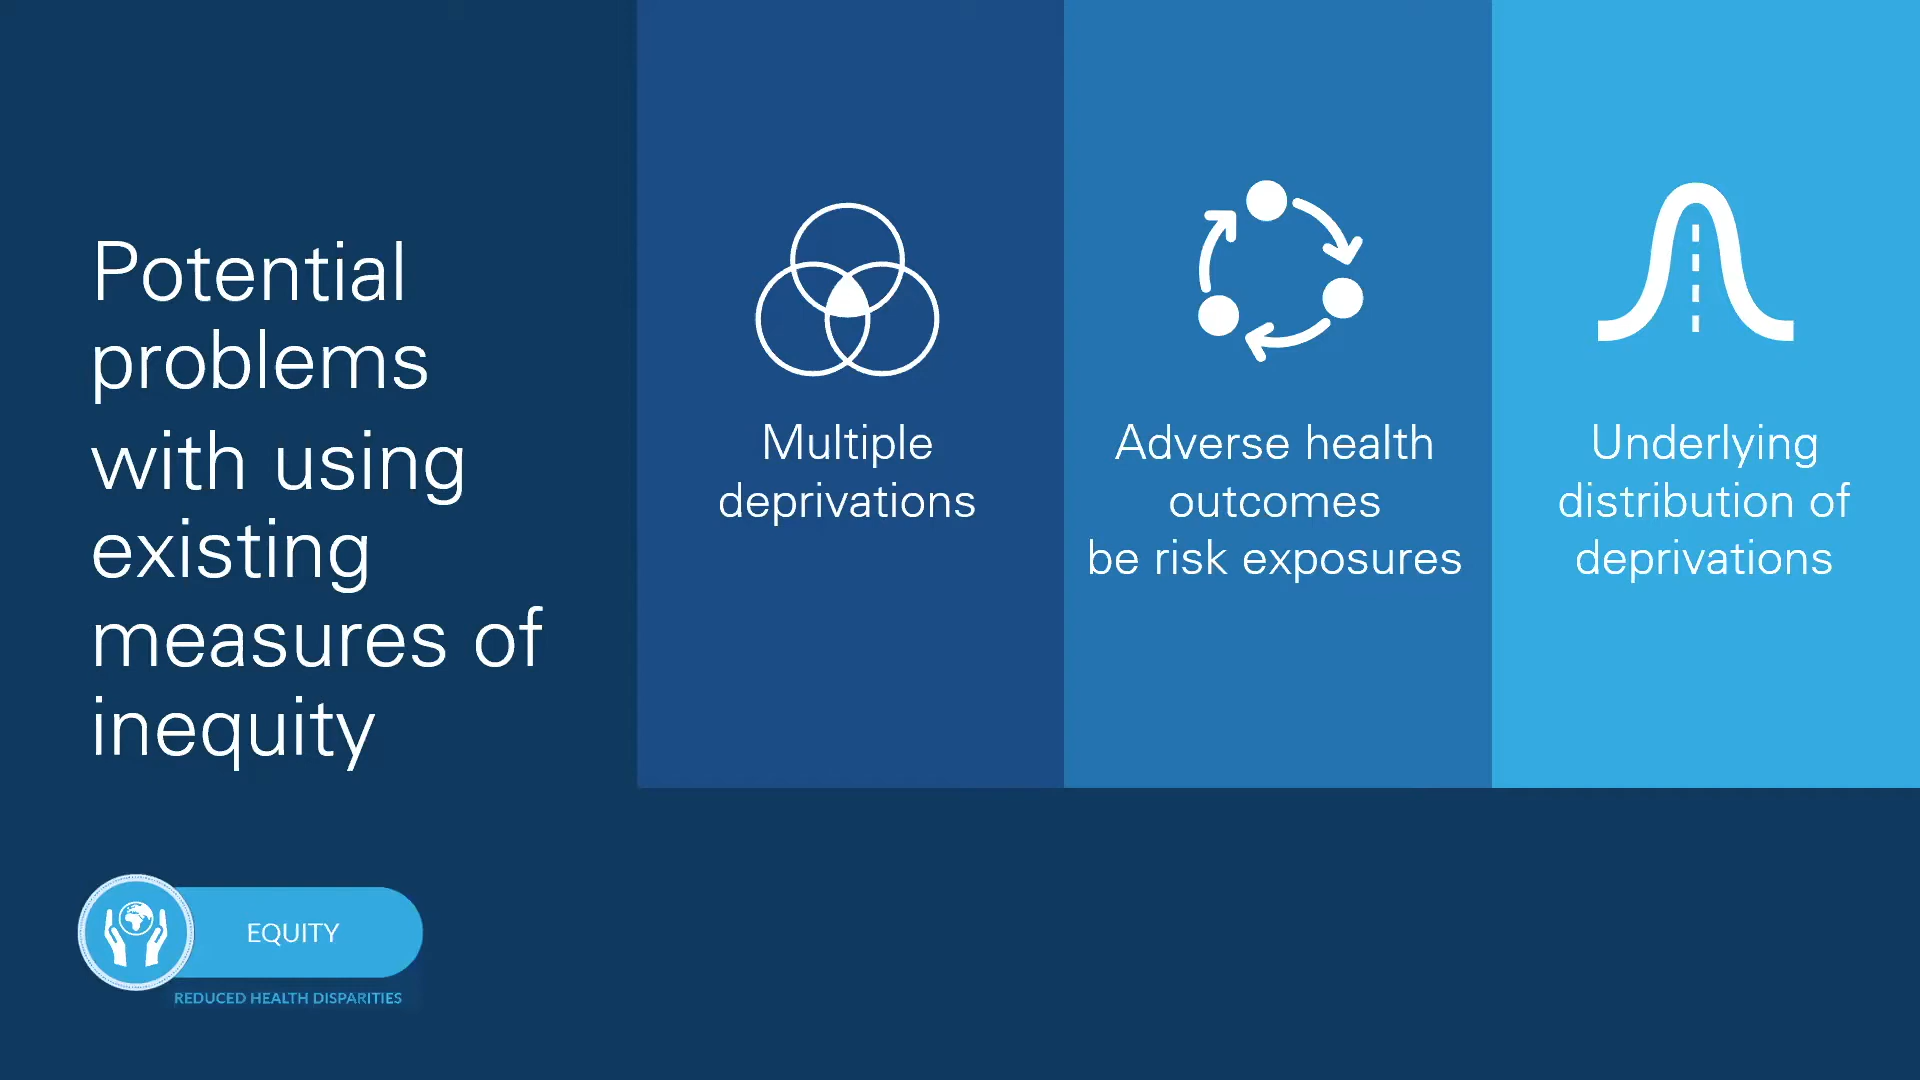 Potential
problems
with using
existing
measures of
inequity
Multiple
deprivations
Adverse health
outcomes
be risk exposures
Underlying
distribution of
deprivations
EQUITY
REDUCED HEALTH DISPARITIES